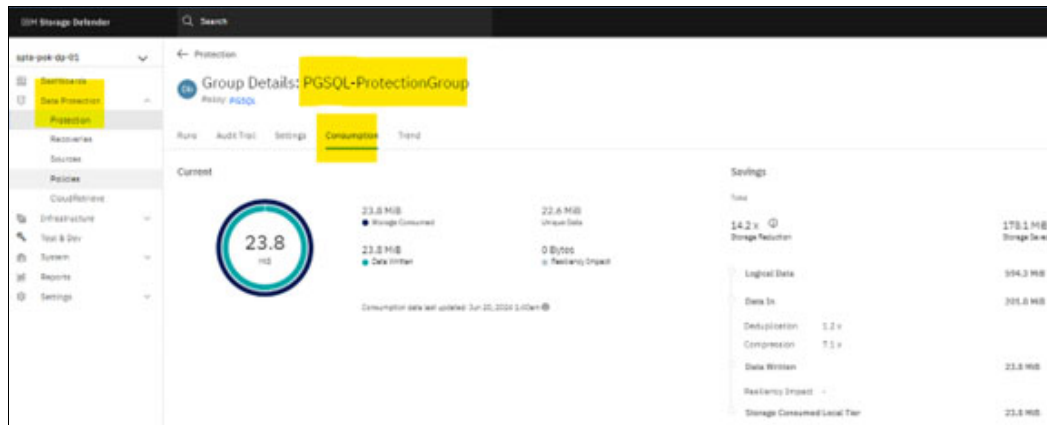 IBM Storage Defender
Search
spta-pok-dp-01
Dashboards
Data Protection
Protection
Recoveries
Sources
Policies
CloudRetrieve
Infrastructure
Test & Dev
System
Reports
Settings
← Protection
Group Details: PGSQL-ProtectionGroup
Policy: PGSQL
Runs Audit Trail Settings Consumption Trend
Current
23.8
MiB
23.8 MiB
Storage Consumed
22.6 MiB
Unique Data
23.8 MiB
Data Written
0 Bytes
Resiliency Impact
Consumption data last updated: Jun 20, 2024 1:40am
Savings
Total
14.2 x
Storage Reduction
178.1 MiB
Logical Data
Data In
Deduplication 1.2 x
Compression 7.1 x
Data Written 23.8 MiB
Resiliency Impact -
Storage Consumed Local Tier 23.8 MiB